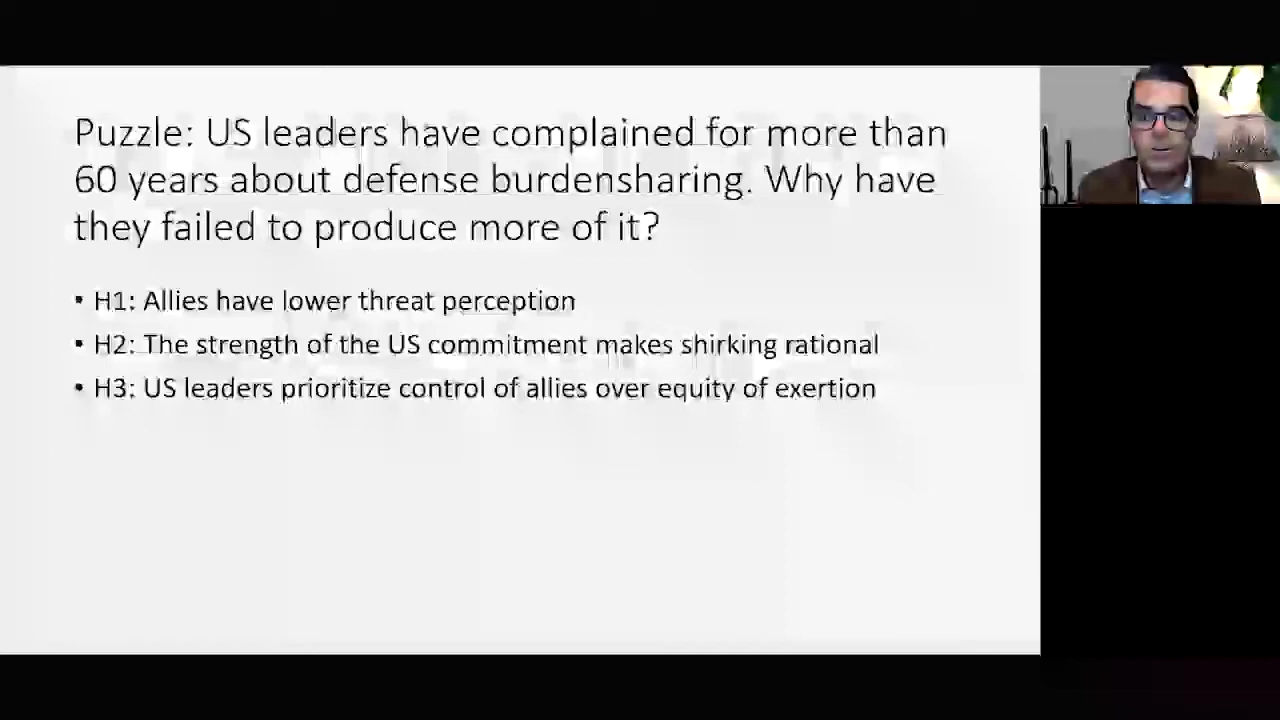 Puzzle: US leaders have complained for more than
60 years about defense burdensharing. Why have
they failed to produce more of it?
• H1: Allies have lower threat perception
• H2: The strength of the US commitment makes shirking rational
• H3: US leaders prioritize control of allies over equity of exertion